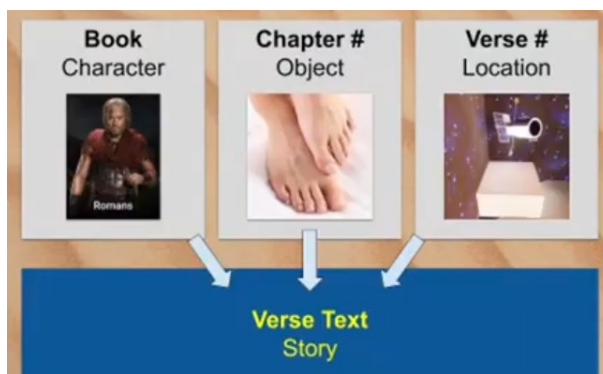 Book
Character
Romans
Chapter #
Object
Verse #
Location
Verse Text
Story